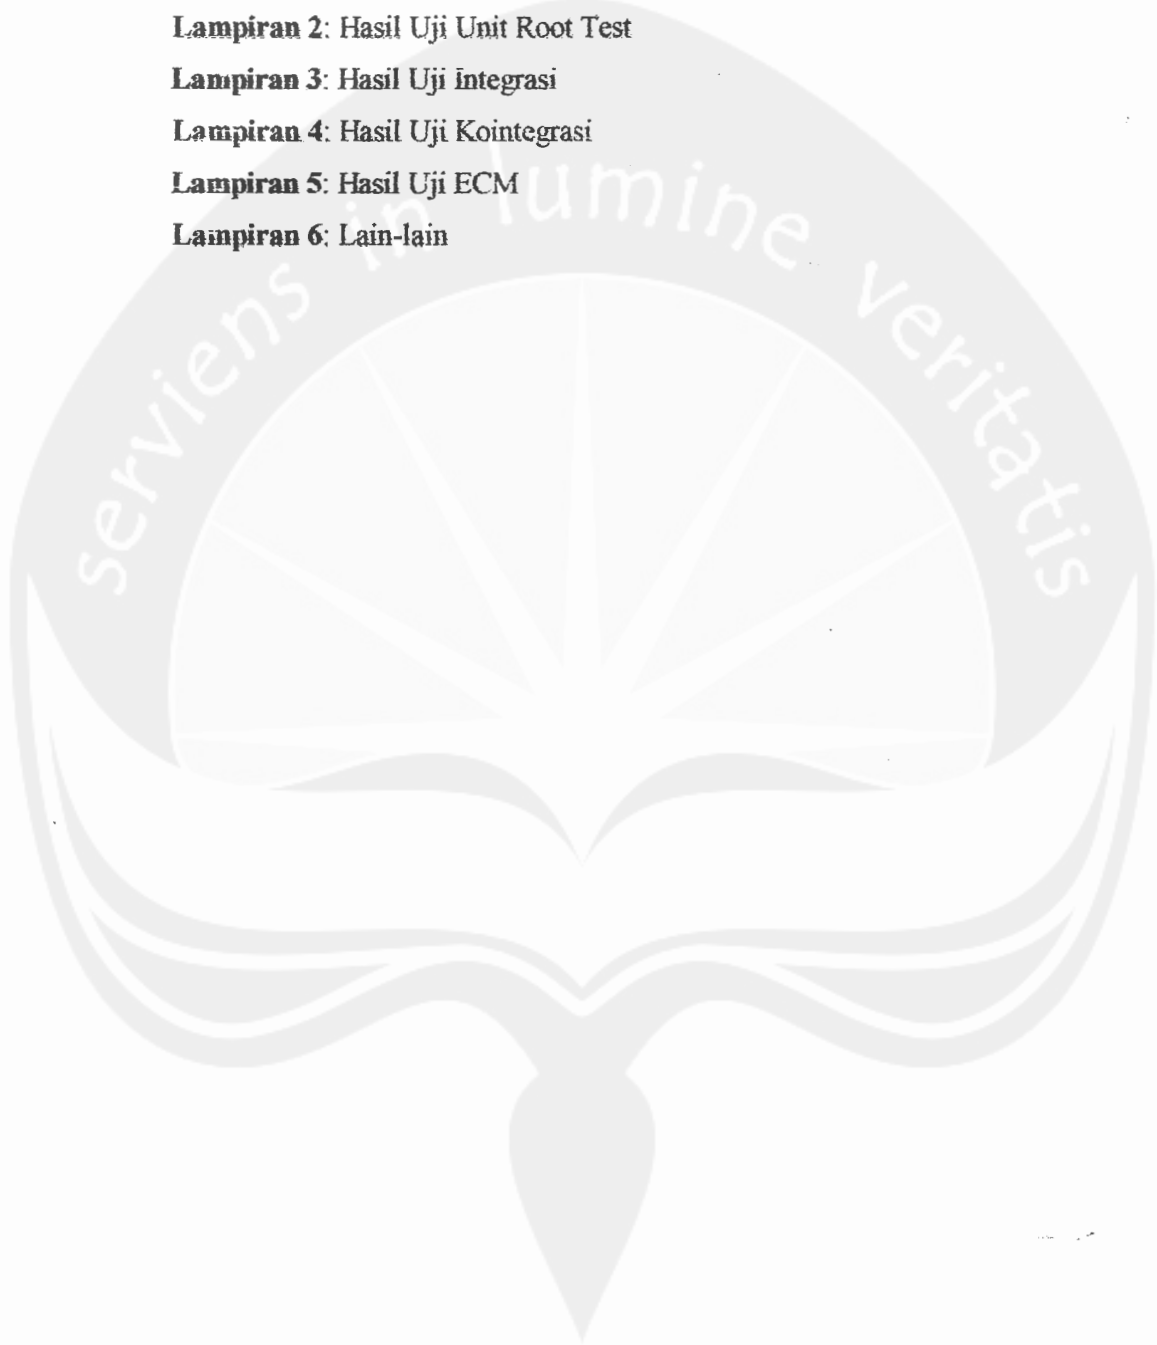 Lampiran 2: Hasil Uji Unit Root Test
Lampiran 3: Hasil Uji Integrasi
Lampiran 4: Hasil Uji Kointegrasi
Lampiran 5: Hasil Uji ECM
Lampiran 6: Lain-lain
serviens in lumine veritatis